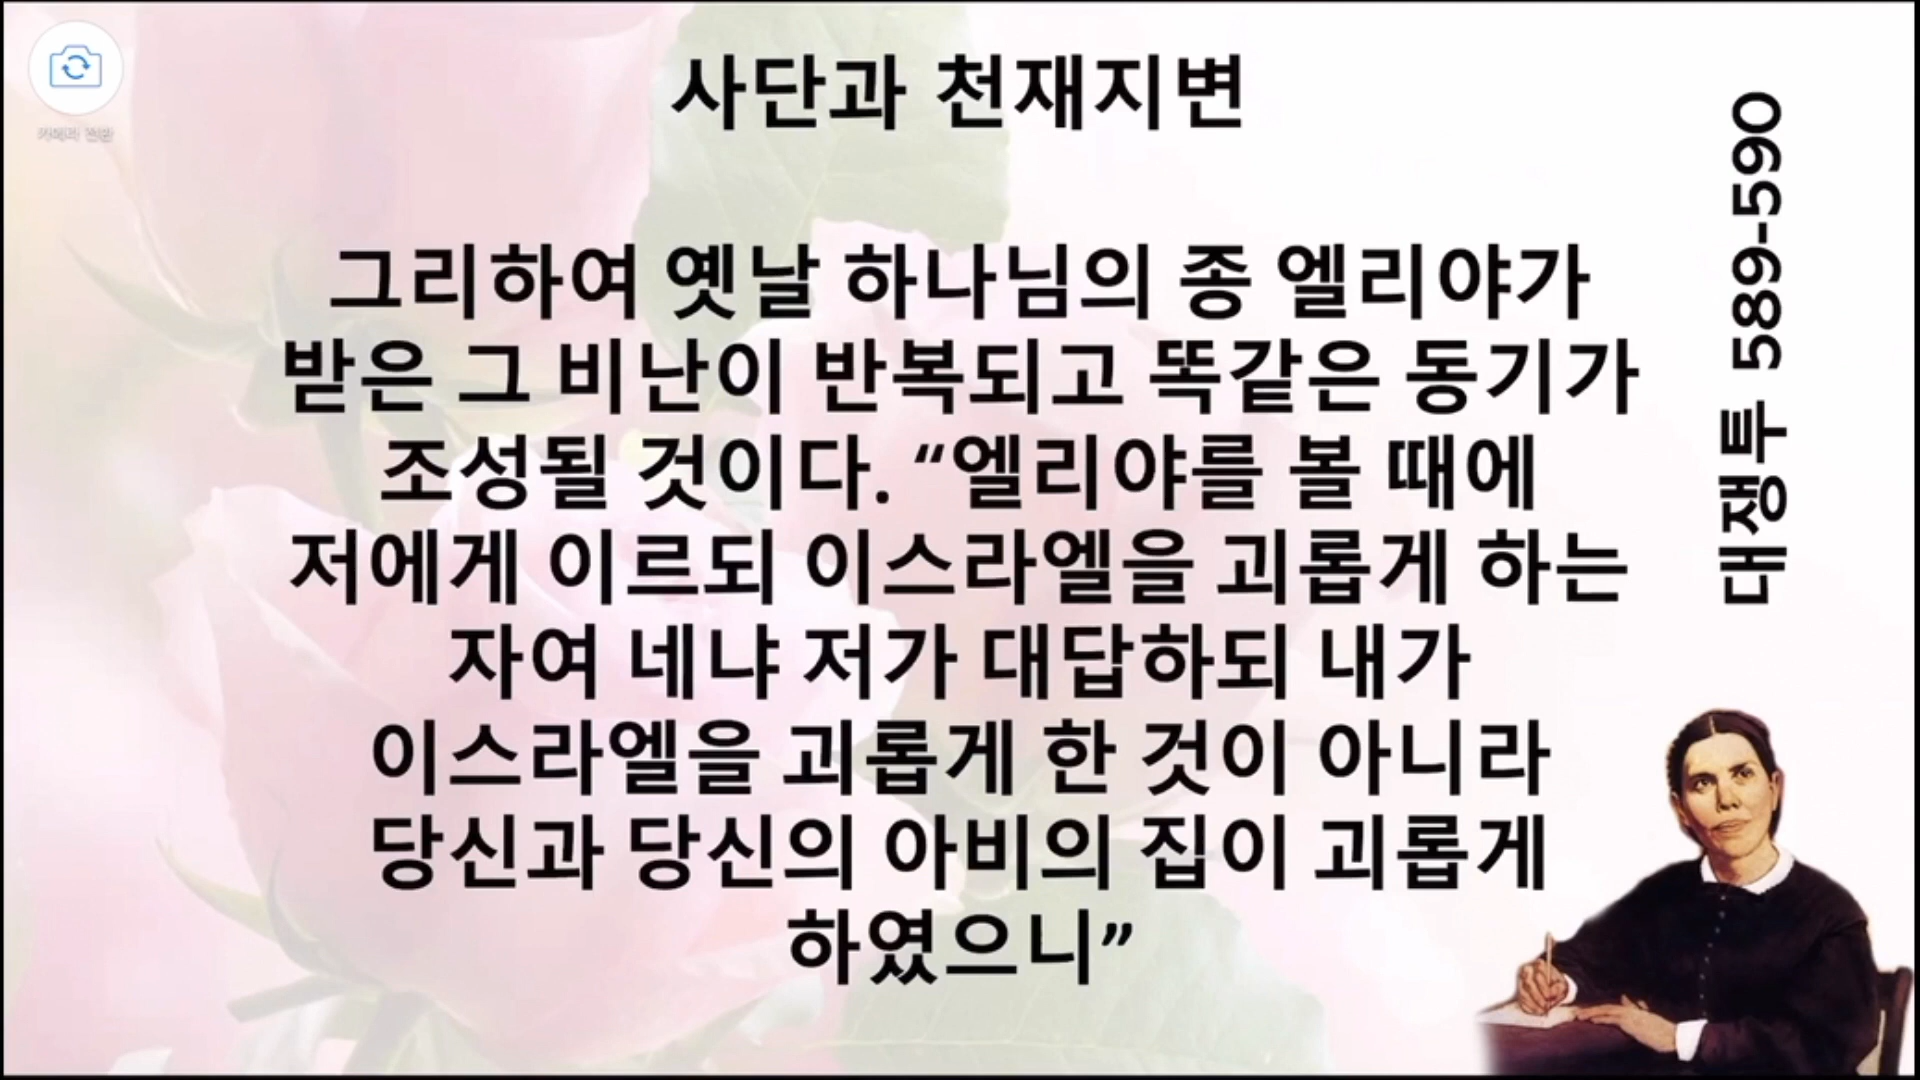 사단과 천재지변
그리하여 옛날 하나님의 종 엘리야가
받은 그 비난이 반복되고 똑같은 동기가
조성될 것이다. “엘리야를 볼 때에
저에게 이르되 이스라엘을 괴롭게 하는
자여 네냐 저가 대답하되 내가
이스라엘을 괴롭게 한 것이 아니라
당신과 당신의 아비의 집이 괴롭게
하였으니”
대쟁투 589-590
카메라 전환